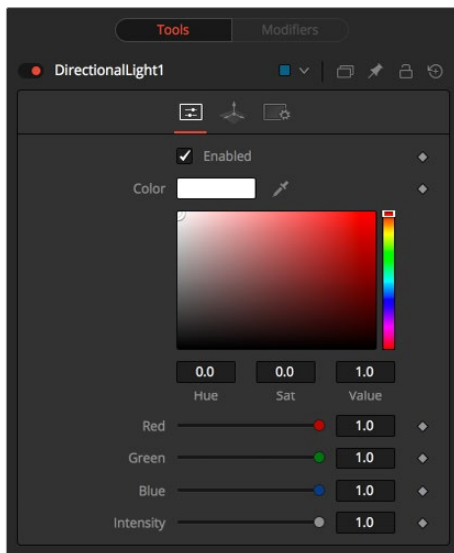 Tools Modifiers
DirectionalLight1
Enabled
Color
0.0 0.0 1.0
Hue Sat Value
Red 1.0
Green 1.0
Blue 1.0
Intensity 1.0